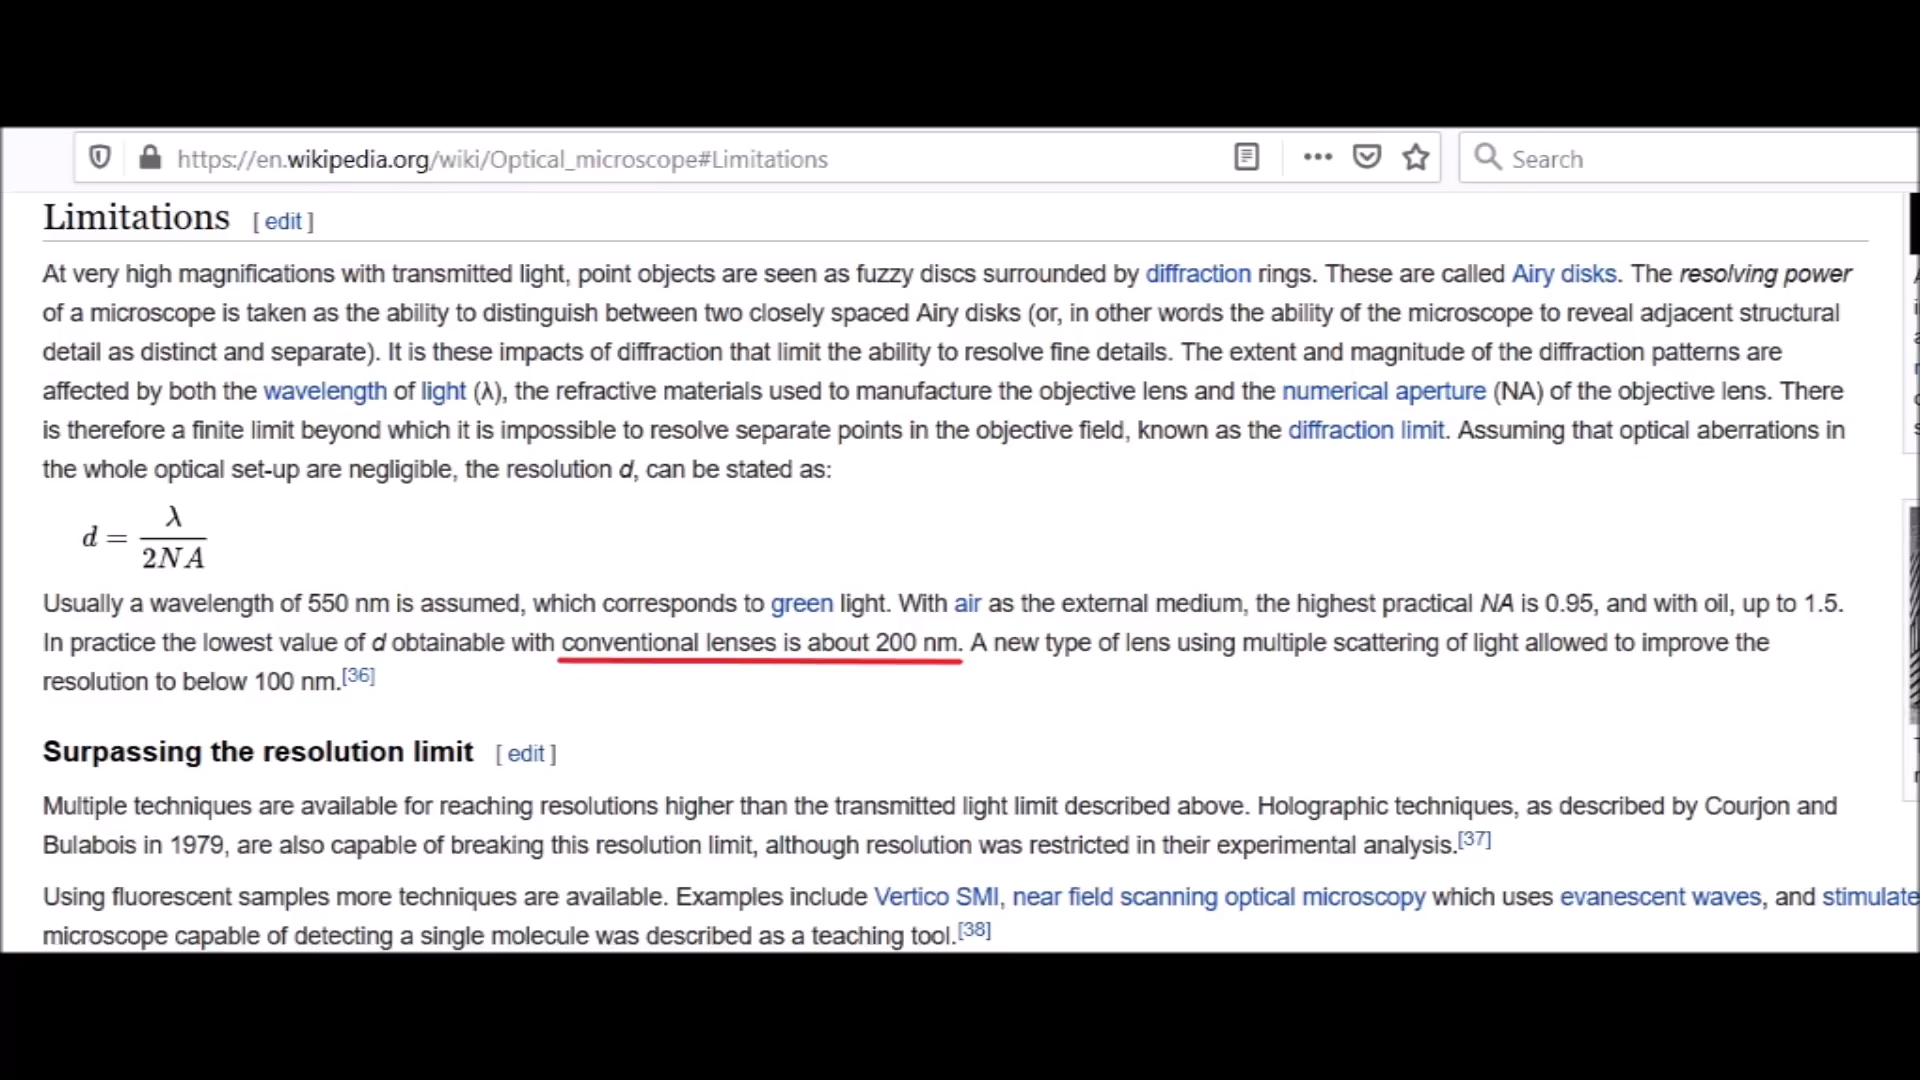 https://en.wikipedia.org/wiki/Optical_microscope#Limitations
Search
Limitations [ edit ]
At very high magnifications with transmitted light, point objects are seen as fuzzy discs surrounded by diffraction rings. These are called Airy disks. The resolving power
of a microscope is taken as the ability to distinguish between two closely spaced Airy disks (or, in other words the ability of the microscope to reveal adjacent structural
detail as distinct and separate). It is these impacts of diffraction that limit the ability to resolve fine details. The extent and magnitude of the diffraction patterns are
affected by both the wavelength of light (λ), the refractive materials used to manufacture the objective lens and the numerical aperture (NA) of the objective lens. There
is therefore a finite limit beyond which it is impossible to resolve separate points in the objective field, known as the diffraction limit. Assuming that optical aberrations in
the whole optical set-up are negligible, the resolution d, can be stated as:
d = λ / 2NA
Usually a wavelength of 550 nm is assumed, which corresponds to green light. With air as the external medium, the highest practical NA is 0.95, and with oil, up to 1.5.
In practice the lowest value of d obtainable with conventional lenses is about 200 nm. A new type of lens using multiple scattering of light allowed to improve the
resolution to below 100 nm.[36]
Surpassing the resolution limit [ edit ]
Multiple techniques are available for reaching resolutions higher than the transmitted light limit described above. Holographic techniques, as described by Courjon and
Bulabois in 1979, are also capable of breaking this resolution limit, although resolution was restricted in their experimental analysis.[37]
Using fluorescent samples more techniques are available. Examples include Vertico SMI, near field scanning optical microscopy which uses evanescent waves, and stimulate
microscope capable of detecting a single molecule was described as a teaching tool.[38]